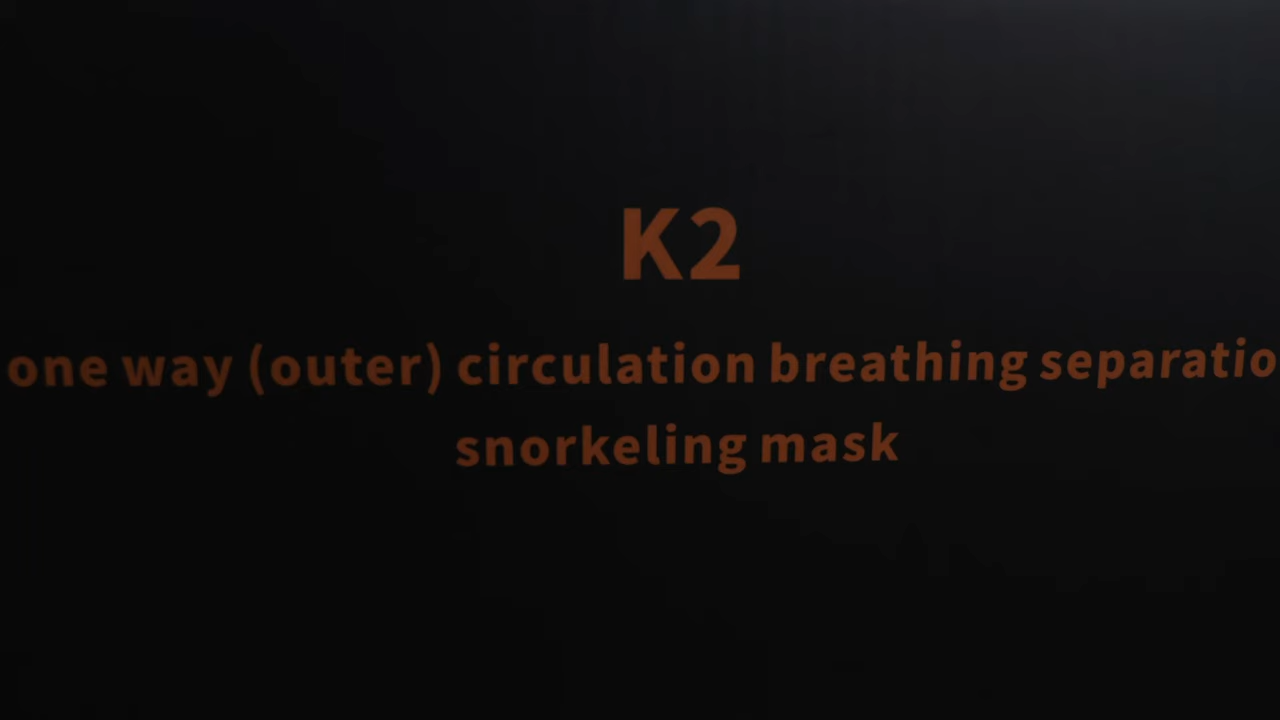 K2
one way (outer) circulation breathing separatio
snorkeling mask